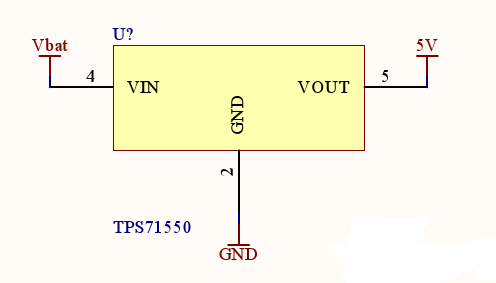 U?
Vbat
5V
4
5
VIN
VOUT
GND
2
TPS71550
GND